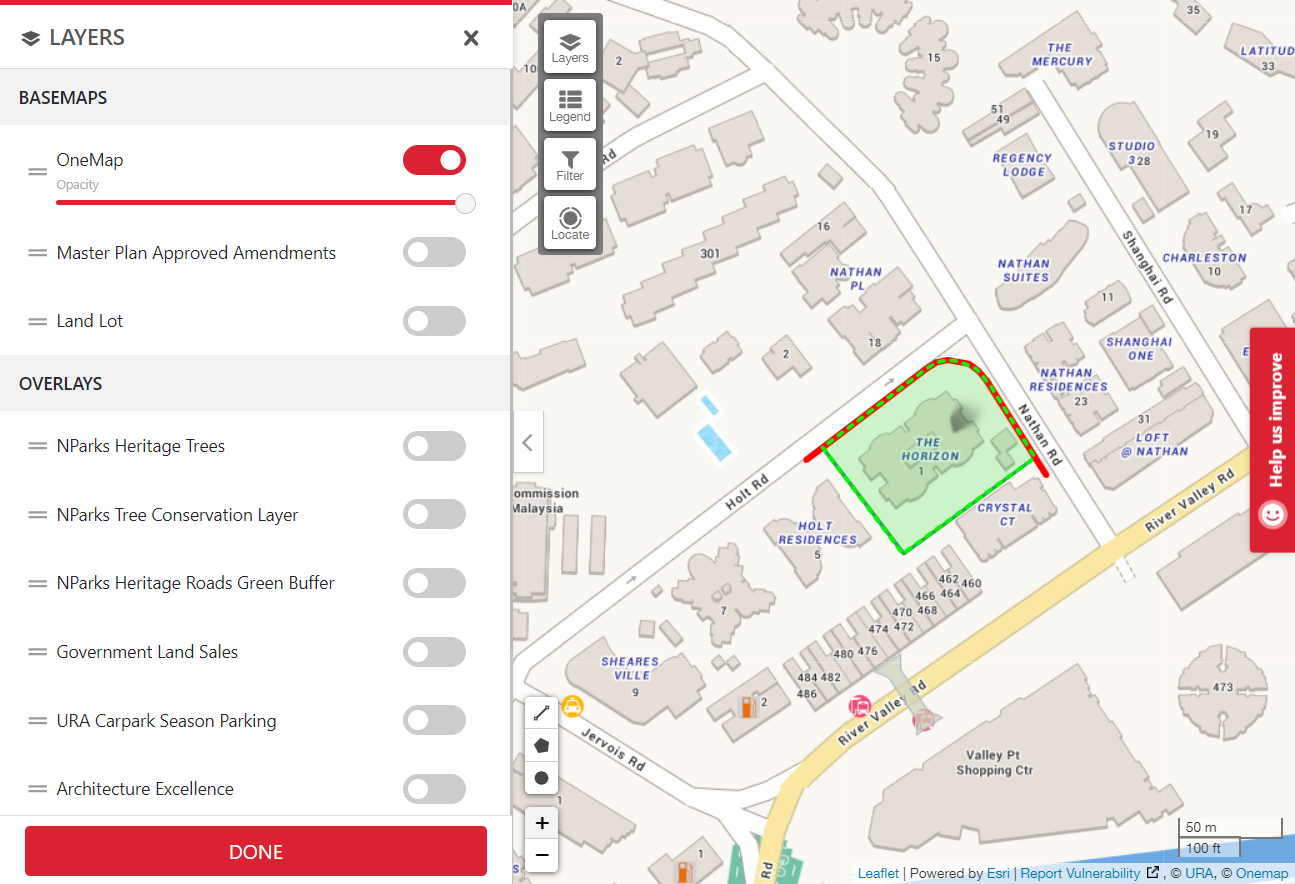 LAYERS
BASEMAPS
OneMap
Opacity
Master Plan Approved Amendments
Land Lot
OVERLAYS
NParks Heritage Trees
NParks Tree Conservation Layer
NParks Heritage Roads Green Buffer
Government Land Sales
URA Carpark Season Parking
Architecture Excellence
DONE
Layers
Legend
Filter
Locate
0A
2
10
Rd
15
35
THE
MERCURY
LATITUD
33
51
49
REGENCY
LODGE
STUDIO
3
28
19
17
301
16
NATHAN
PL
18
2
NATHAN
SUITES
Shanghai Rd
CHARLESTON
10
11
SHANGHAI
ONE
E
NATHAN
RESIDENCES
23
31
LOFT
@ NATHAN
Nathan Rd
THE
HORIZON
1
Holt Rd
ommission
Malaysia
HOLT
RESIDENCES
5
CRYSTAL
CT
River Valley Rd
7
462 460
466 464
470 468
474 472
480 476
484 482
486
SHEARES
VILLE
9
2
473
River Valley Rd
Jervois Rd
Valley Pt
Shopping Ctr
1
1
S
Rd
+
−
50 m
100 ft
Help us improve
Leaflet | Powered by Esri | Report Vulnerability , © URA, © Onemap